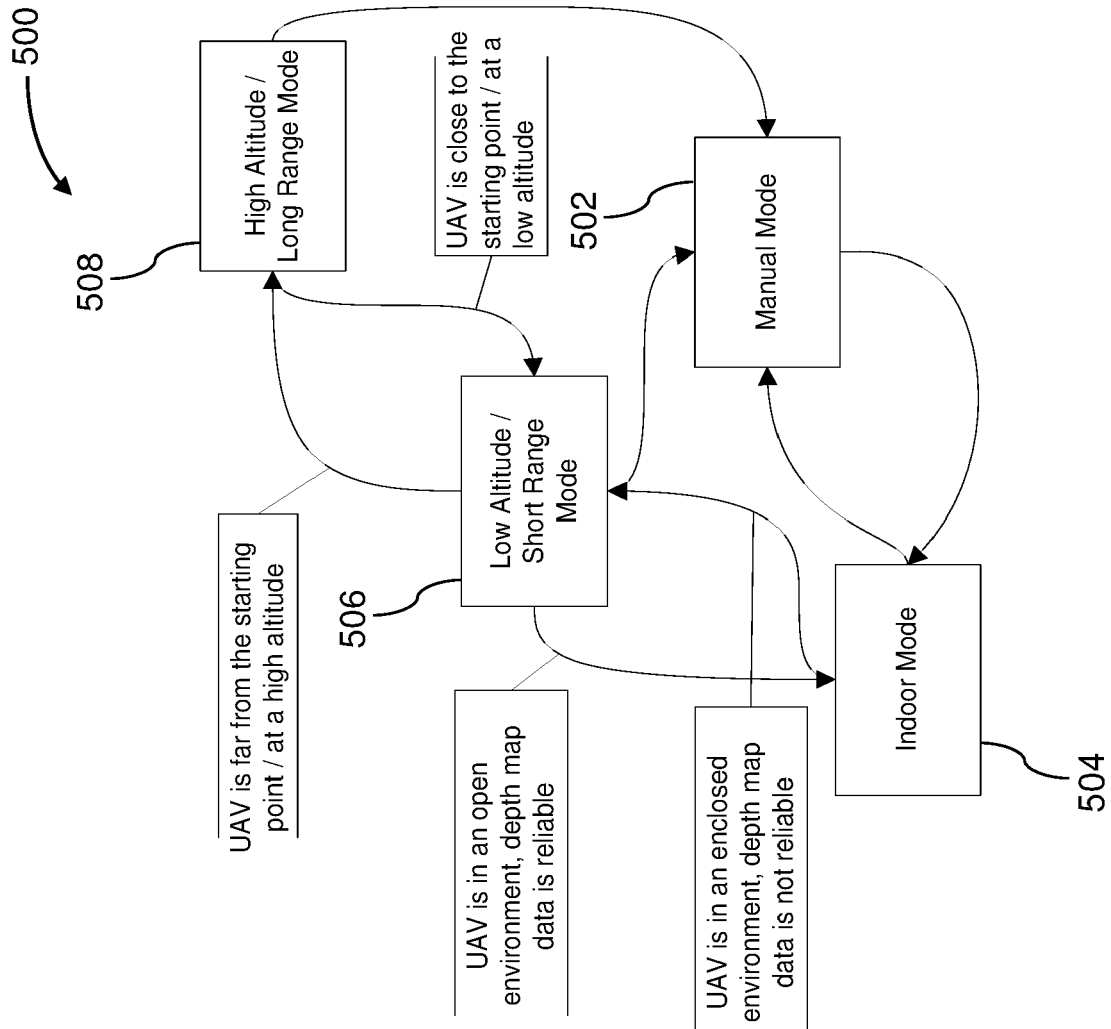 500
508
High Altitude /
Long Range Mode
UAV is far from the starting
point / at a high altitude
UAV is close to the
starting point / at a
low altitude
506
Low Altitude /
Short Range
Mode
502
Manual Mode
UAV is in an open
environment, depth map
data is reliable
UAV is in an enclosed
environment, depth map
data is not reliable
Indoor Mode
504